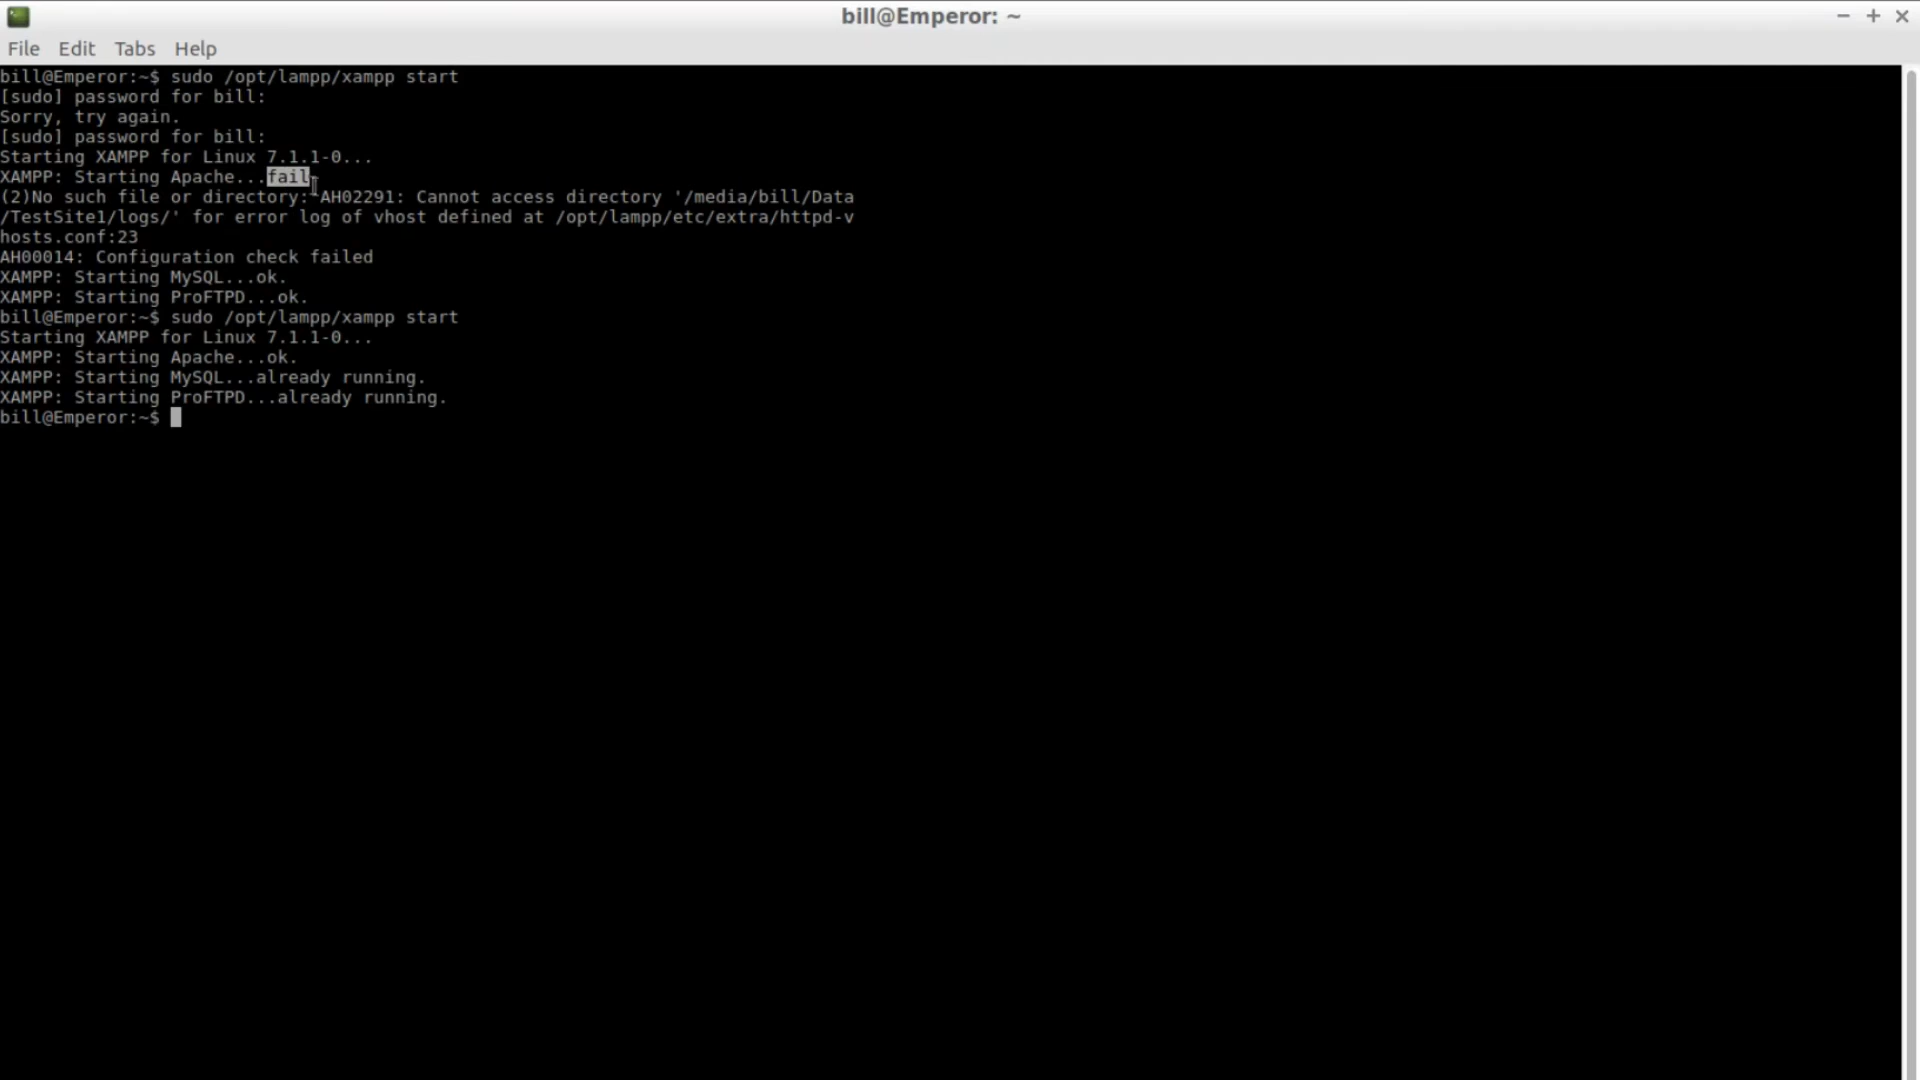 bill@Emperor: ~
File Edit Tabs Help
bill@Emperor:~$ sudo /opt/lampp/xampp start
[sudo] password for bill:
Sorry, try again.
[sudo] password for bill:
Starting XAMPP for Linux 7.1.1-0...
XAMPP: Starting Apache...fail.
(2)No such file or directory: AH02291: Cannot access directory '/media/bill/Data
/TestSite1/logs/' for error log of vhost defined at /opt/lampp/etc/extra/httpd-v
hosts.conf:23
AH00014: Configuration check failed
XAMPP: Starting MySQL...ok.
XAMPP: Starting ProFTPD...ok.
bill@Emperor:~$ sudo /opt/lampp/xampp start
Starting XAMPP for Linux 7.1.1-0...
XAMPP: Starting Apache...ok.
XAMPP: Starting MySQL...already running.
XAMPP: Starting ProFTPD...already running.
bill@Emperor:~$